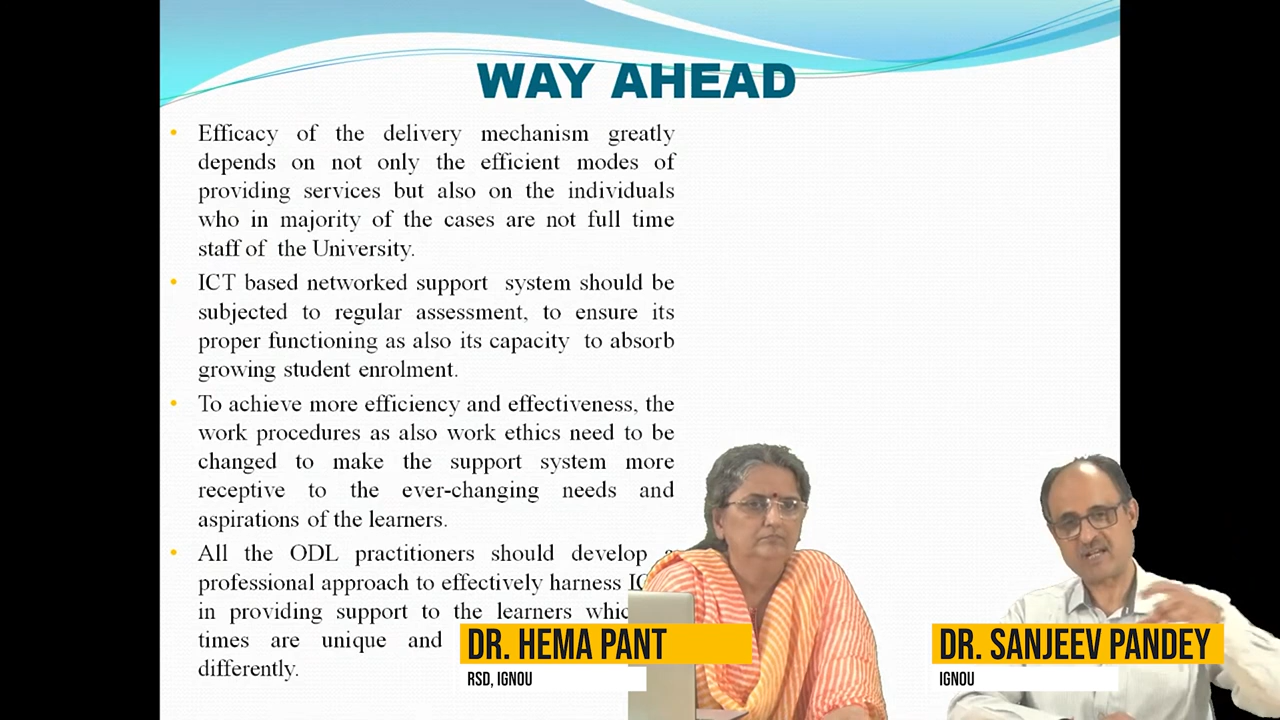 WAY AHEAD
• Efficacy of the delivery mechanism greatly
depends on not only the efficient modes of
providing services but also on the individuals
who in majority of the cases are not full time
staff of the University.
• ICT based networked support system should be
subjected to regular assessment, to ensure its
proper functioning as also its capacity to absorb
growing student enrolment.
• To achieve more efficiency and effectiveness, the
work procedures as also work ethics need to be
changed to make the support system more
receptive to the ever-changing needs and
aspirations of the learners.
• All the ODL practitioners should develop
professional approach to effectively harness
in providing support to the learners
times are unique and
differently.
DR. HEMA PANT
RSD, IGNOU
DR. SANJEEV PANDEY
IGNOU